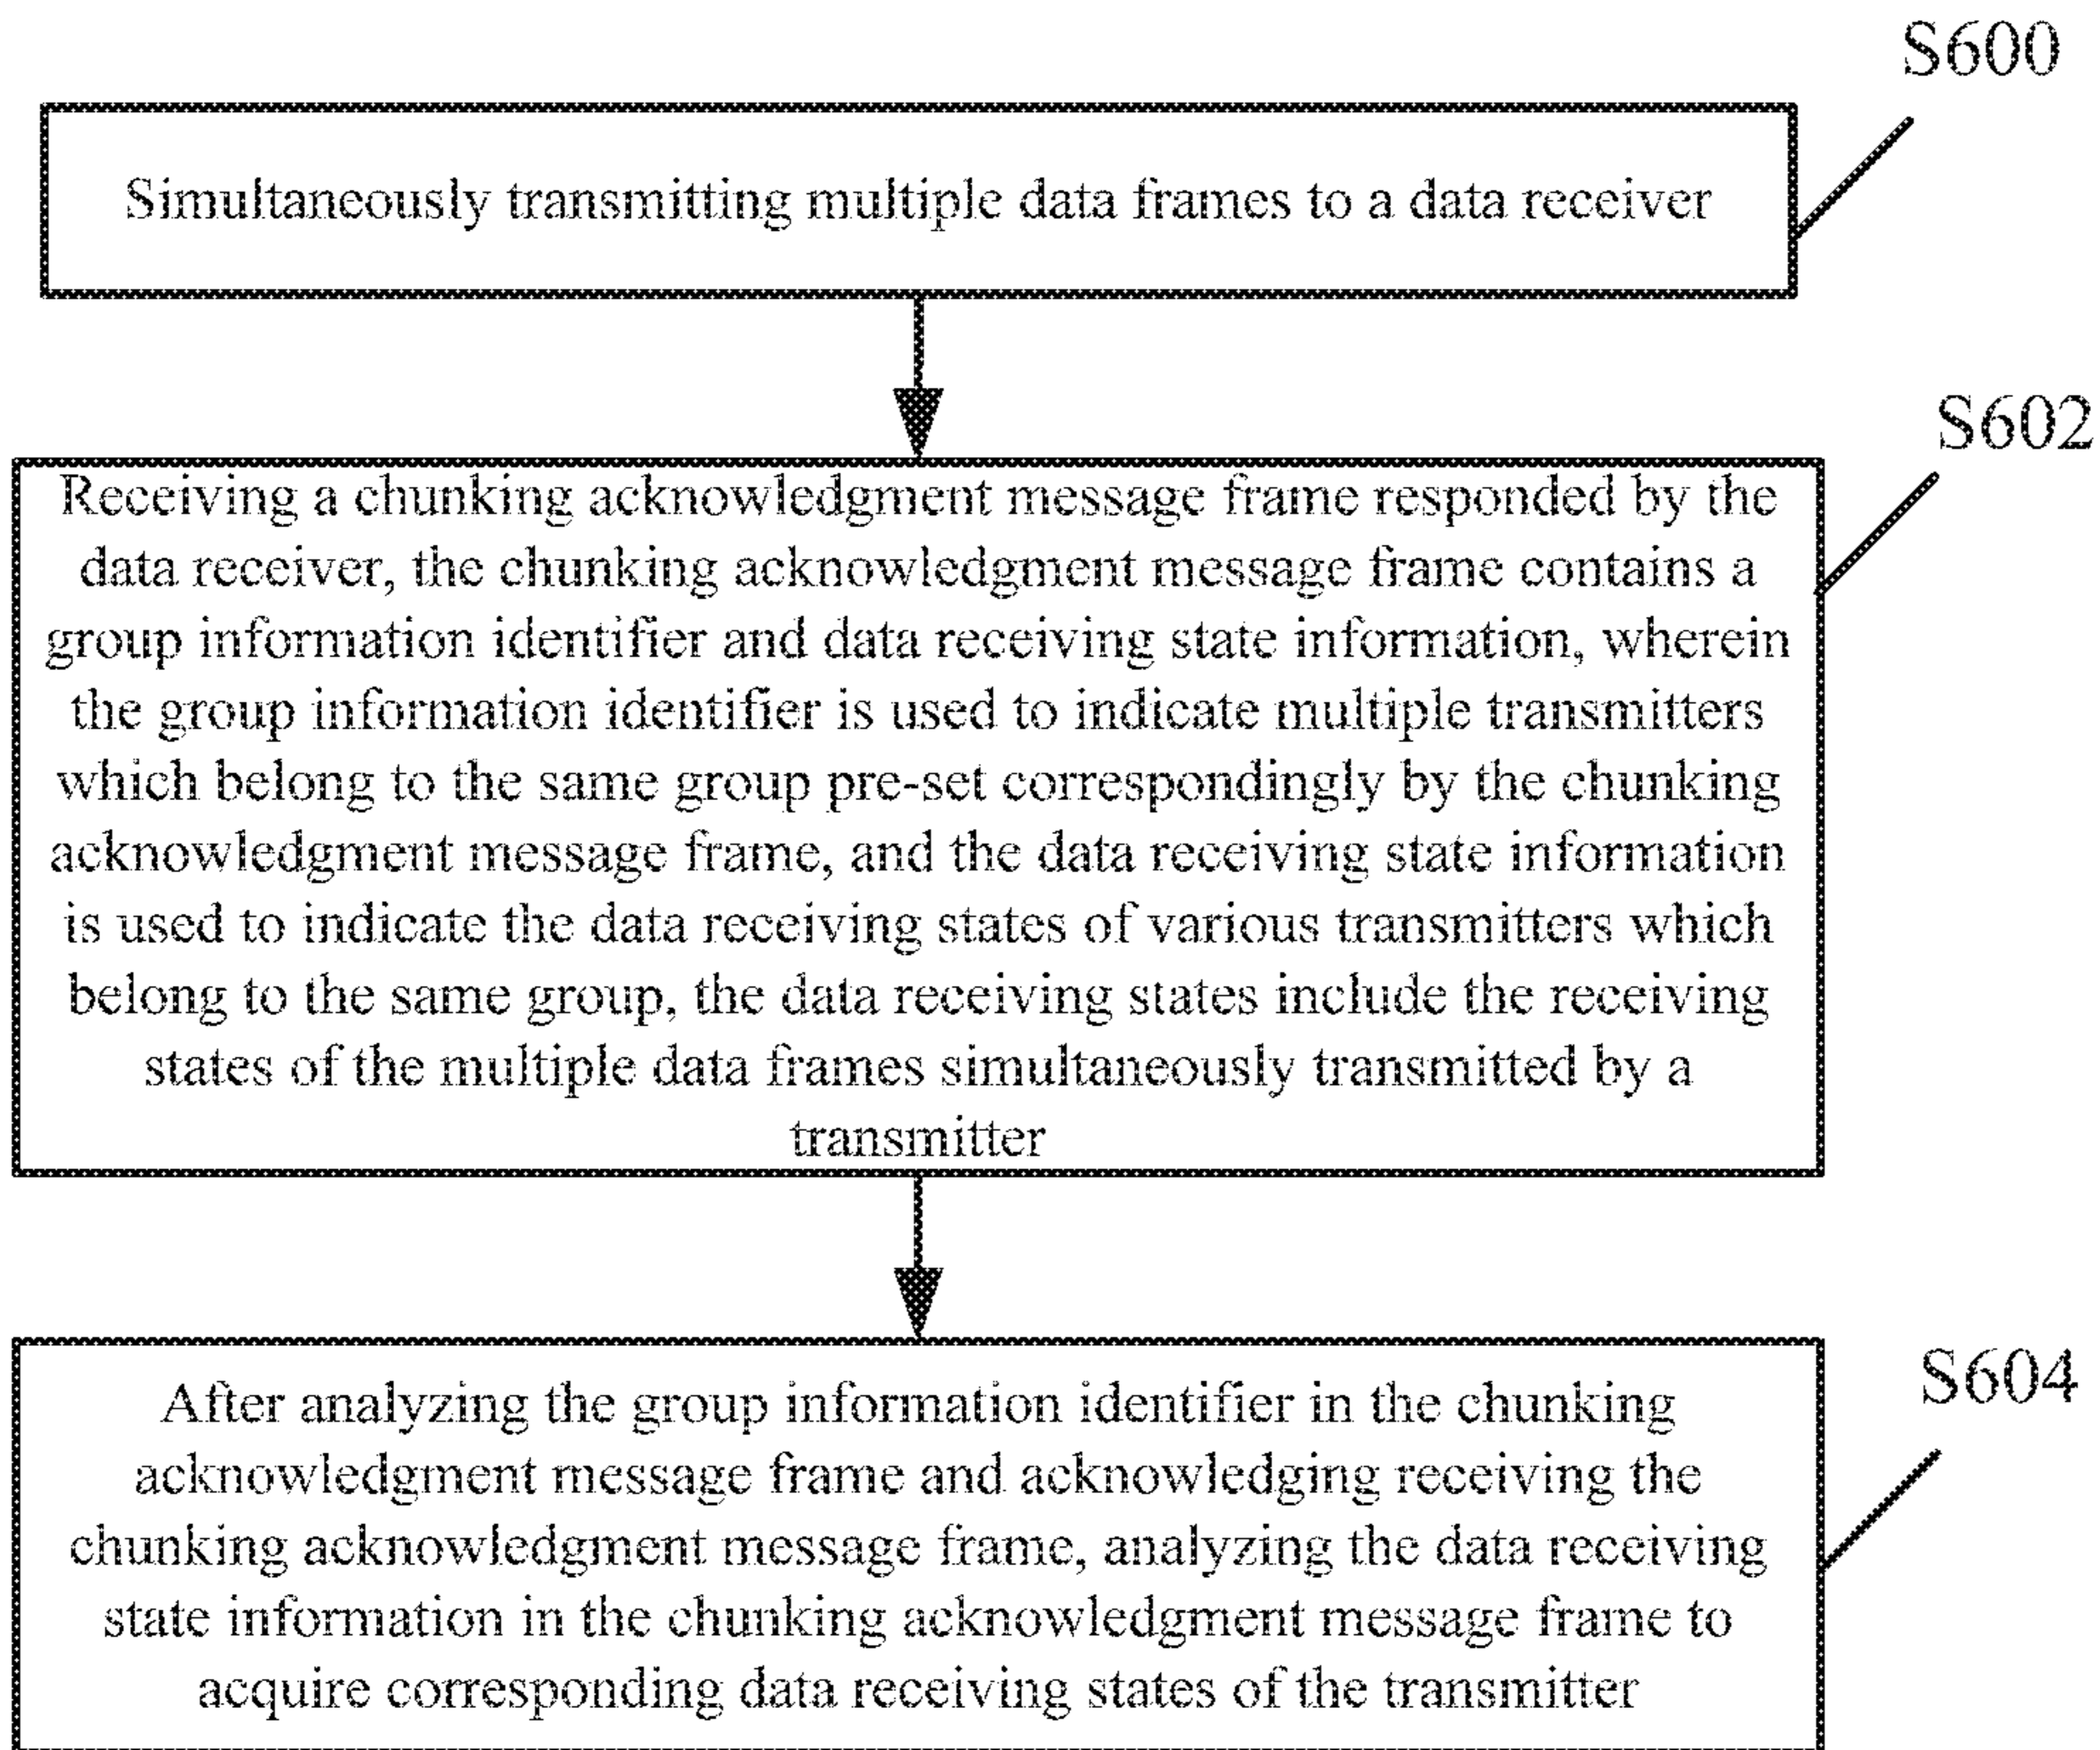 S600
Simultaneously transmitting multiple data frames to a data receiver
S602
Receiving a chunking acknowledgment message frame responded by the
data receiver, the chunking acknowledgment message frame contains a
group information identifier and data receiving state information, wherein
the group information identifier is used to indicate multiple transmitters
which belong to the same group pre-set correspondingly by the chunking
acknowledgment message frame, and the data receiving state information
is used to indicate the data receiving states of various transmitters which
belong to the same group, the data receiving states include the receiving
states of the multiple data frames simultaneously transmitted by a
transmitter
S604
After analyzing the group information identifier in the chunking
acknowledgment message frame and acknowledging receiving the
chunking acknowledgment message frame, analyzing the data receiving
state information in the chunking acknowledgment message frame to
acquire corresponding data receiving states of the transmitter